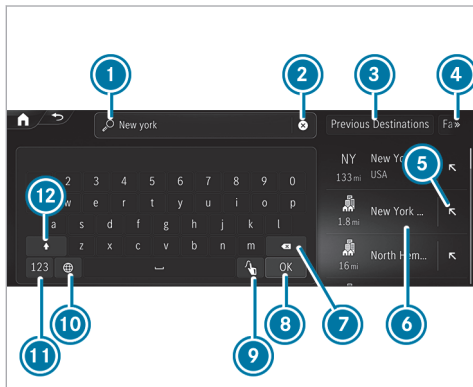 1
2
3
4
New york
Previous Destinations
Fa»
NY
New Yo
133 mi
USA
5
2 3 4 5 6 7 8 9 0
12
w e r t y u i o p
1.8 mi
New York ...
a s d f g h j k l
z x c v b n m
16 mi
North Hem...
123
OK
11
10
9
8
7
6